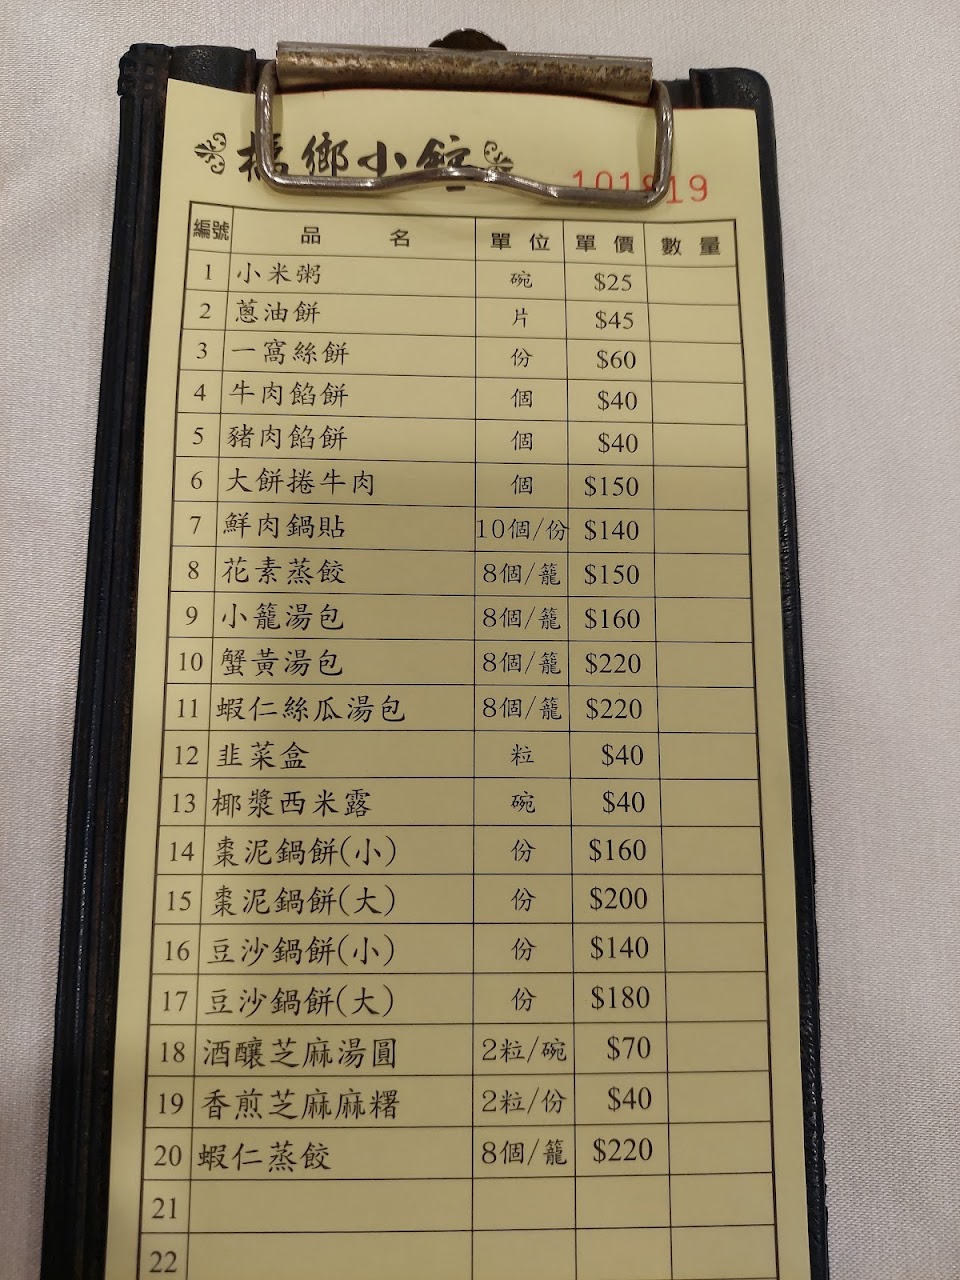 鄉小館
編號 品名 單位 單價 數量
1 小米粥 碗 $25
2 蔥油餅 片 $45
3 一窩絲餅 份 $60
4 牛肉餡餅 個 $40
5 豬肉餡餅 個 $40
6 大餅捲牛肉 個 $150
7 鮮肉鍋貼 10個/份 $140
8 花素蒸餃 8個/籠 $150
9 小籠湯包 8個/籠 $160
10 蟹黃湯包 8個/籠 $220
11 蝦仁絲瓜湯包 8個/籠 $220
12 韭菜盒 粒 $40
13 椰漿西米露 碗 $40
14 棗泥鍋餅(小) 份 $160
15 棗泥鍋餅(大) 份 $200
16 豆沙鍋餅(小) 份 $140
17 豆沙鍋餅(大) 份 $180
18 酒釀芝麻湯圓 2粒/碗 $70
19 香煎芝麻麻糬 2粒/份 $40
20 蝦仁蒸餃 8個/籠 $220
21
22